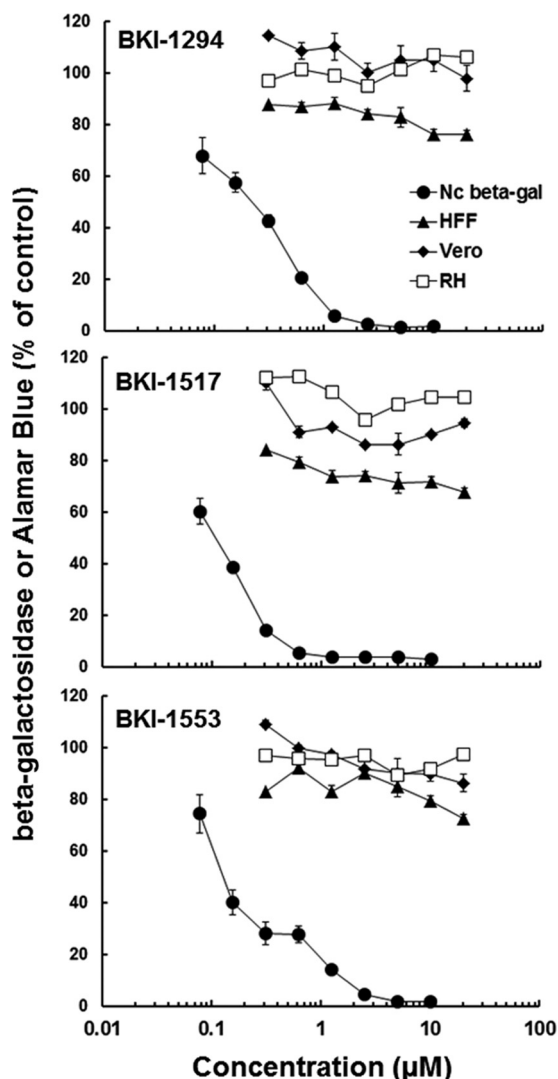 beta-galactosidase or Alamar Blue (% of control)
BKI-1294
120
100
80
60
40
20
0
Nc beta-gal
HFF
Vero
RH
BKI-1517
120
100
80
60
40
20
0
BKI-1553
120
100
80
60
40
20
0
0.01 0.1 1 10 100
Concentration (µM)